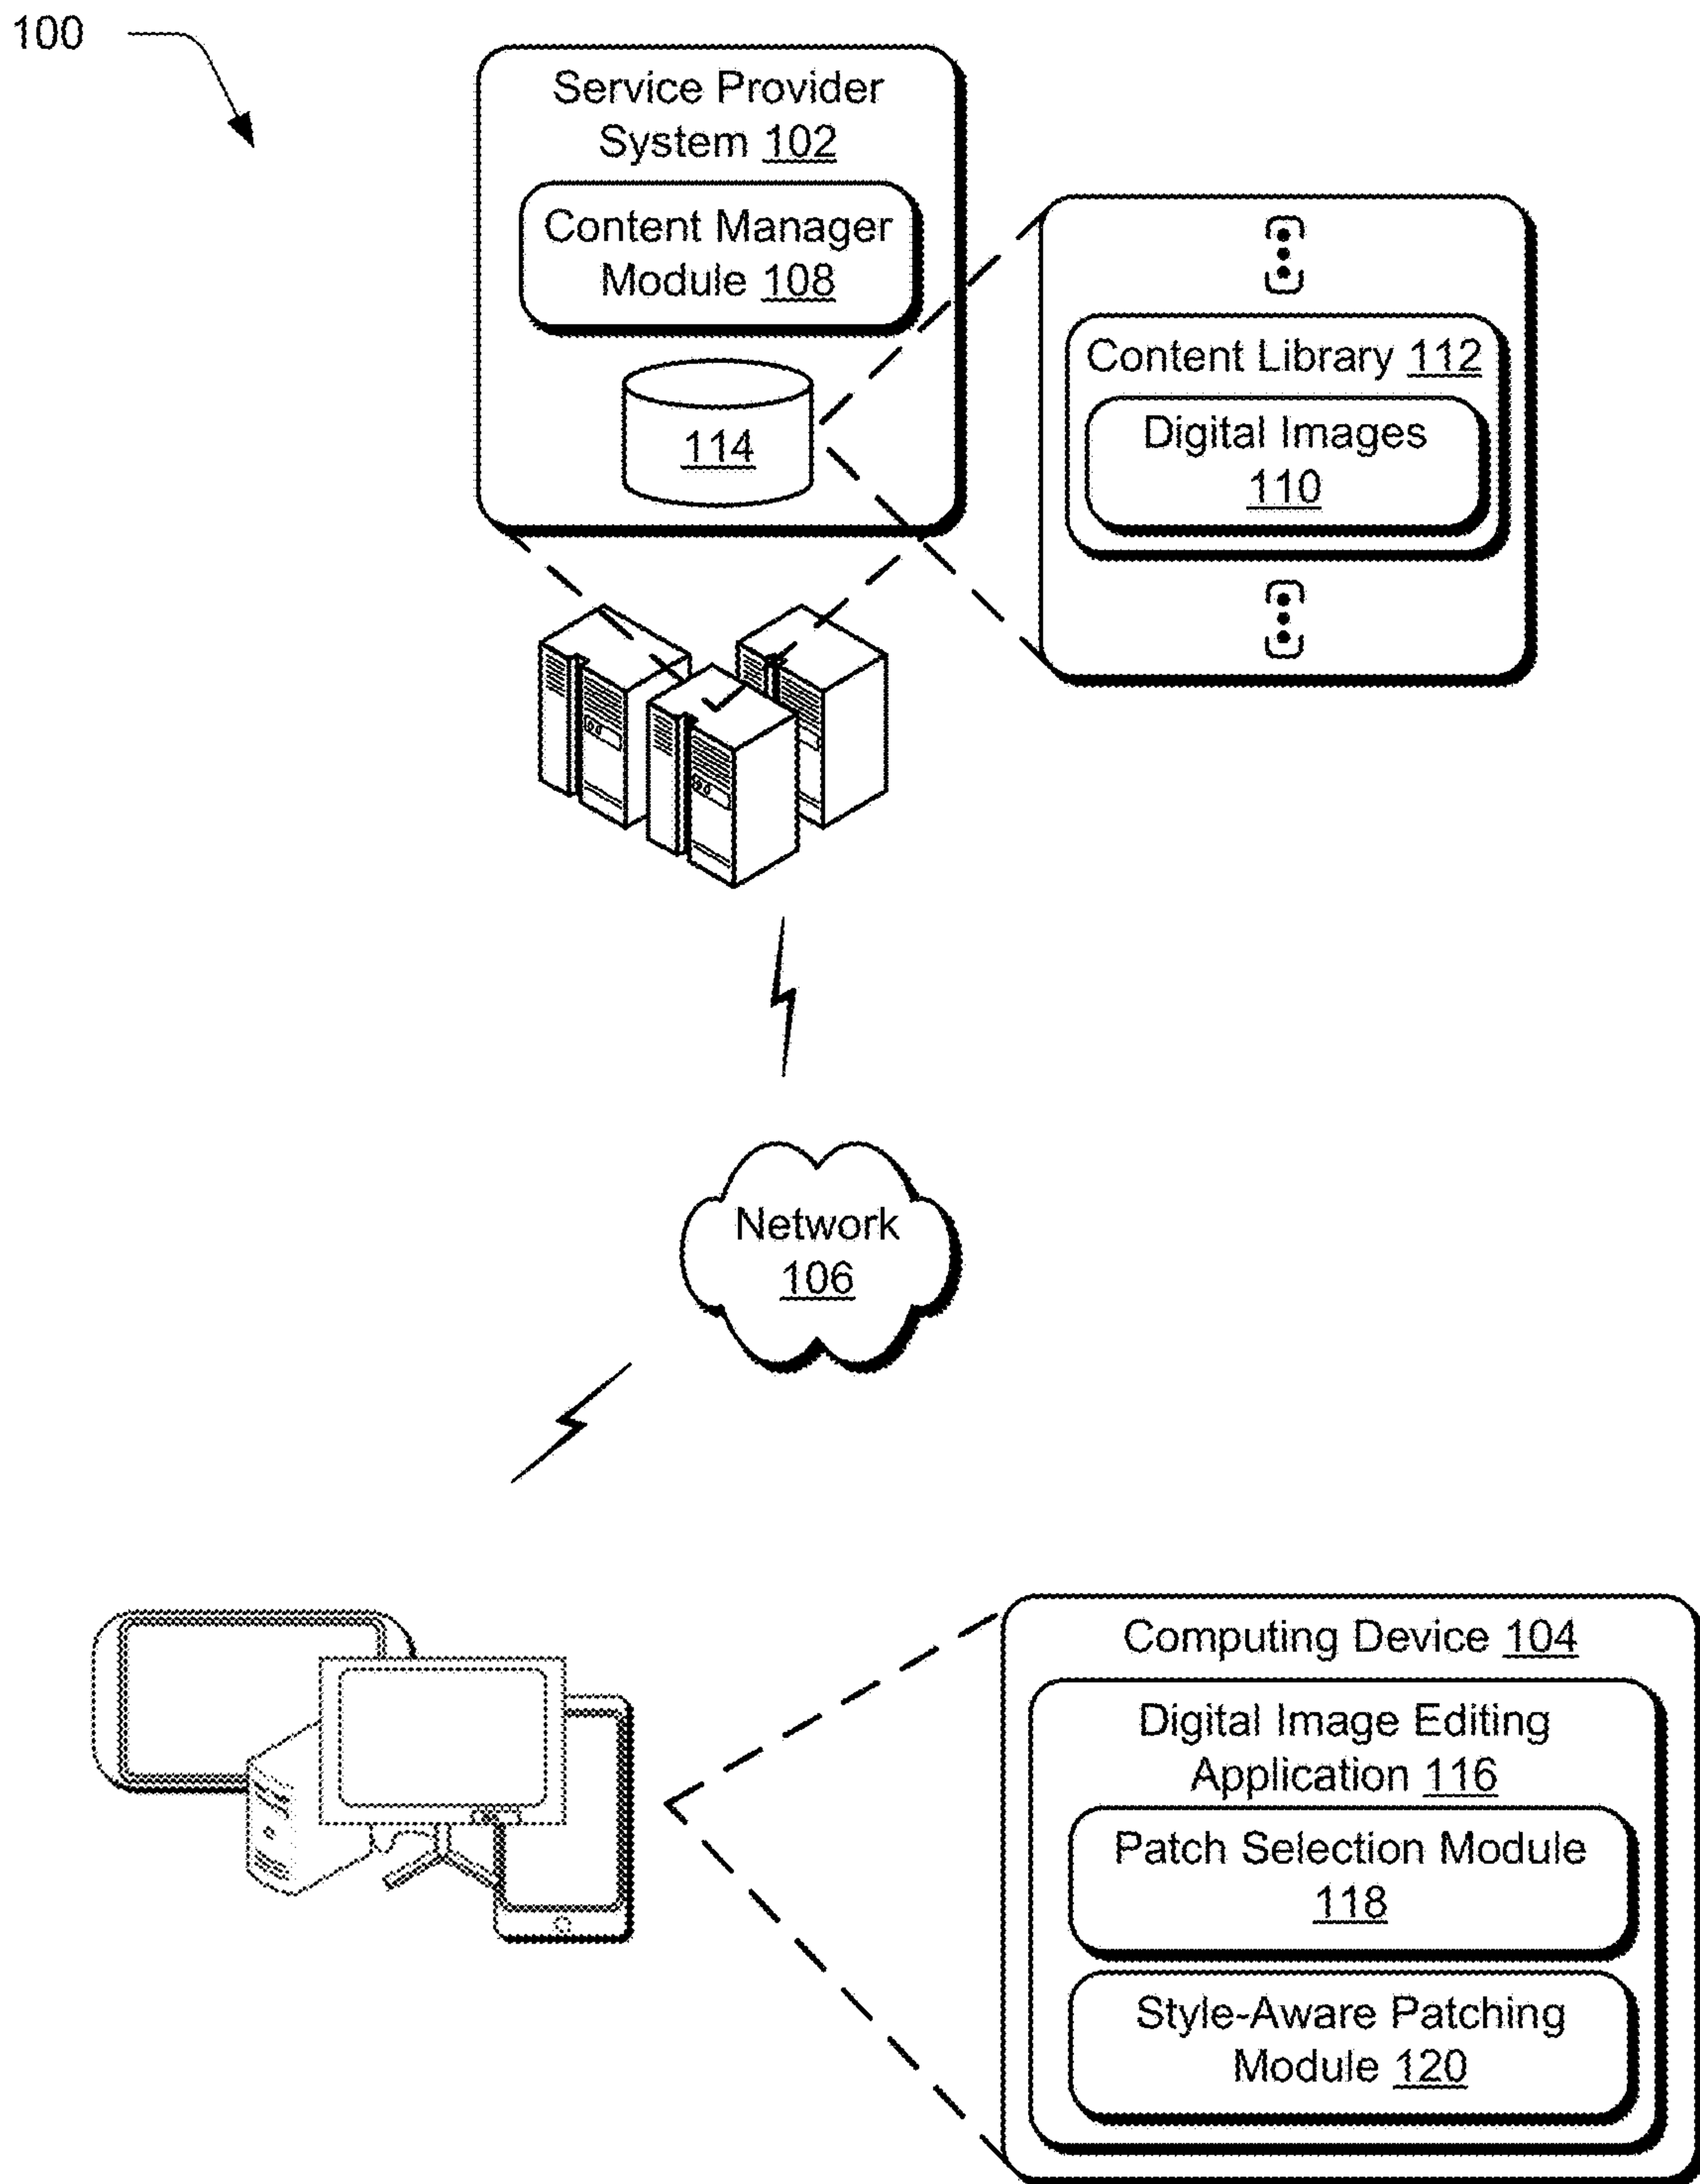 100
Service Provider
System 102
Content Manager
Module 108
114
Content Library 112
Digital Images
110
Network
106
Computing Device 104
Digital Image Editing
Application 116
Patch Selection Module
118
Style-Aware Patching
Module 120